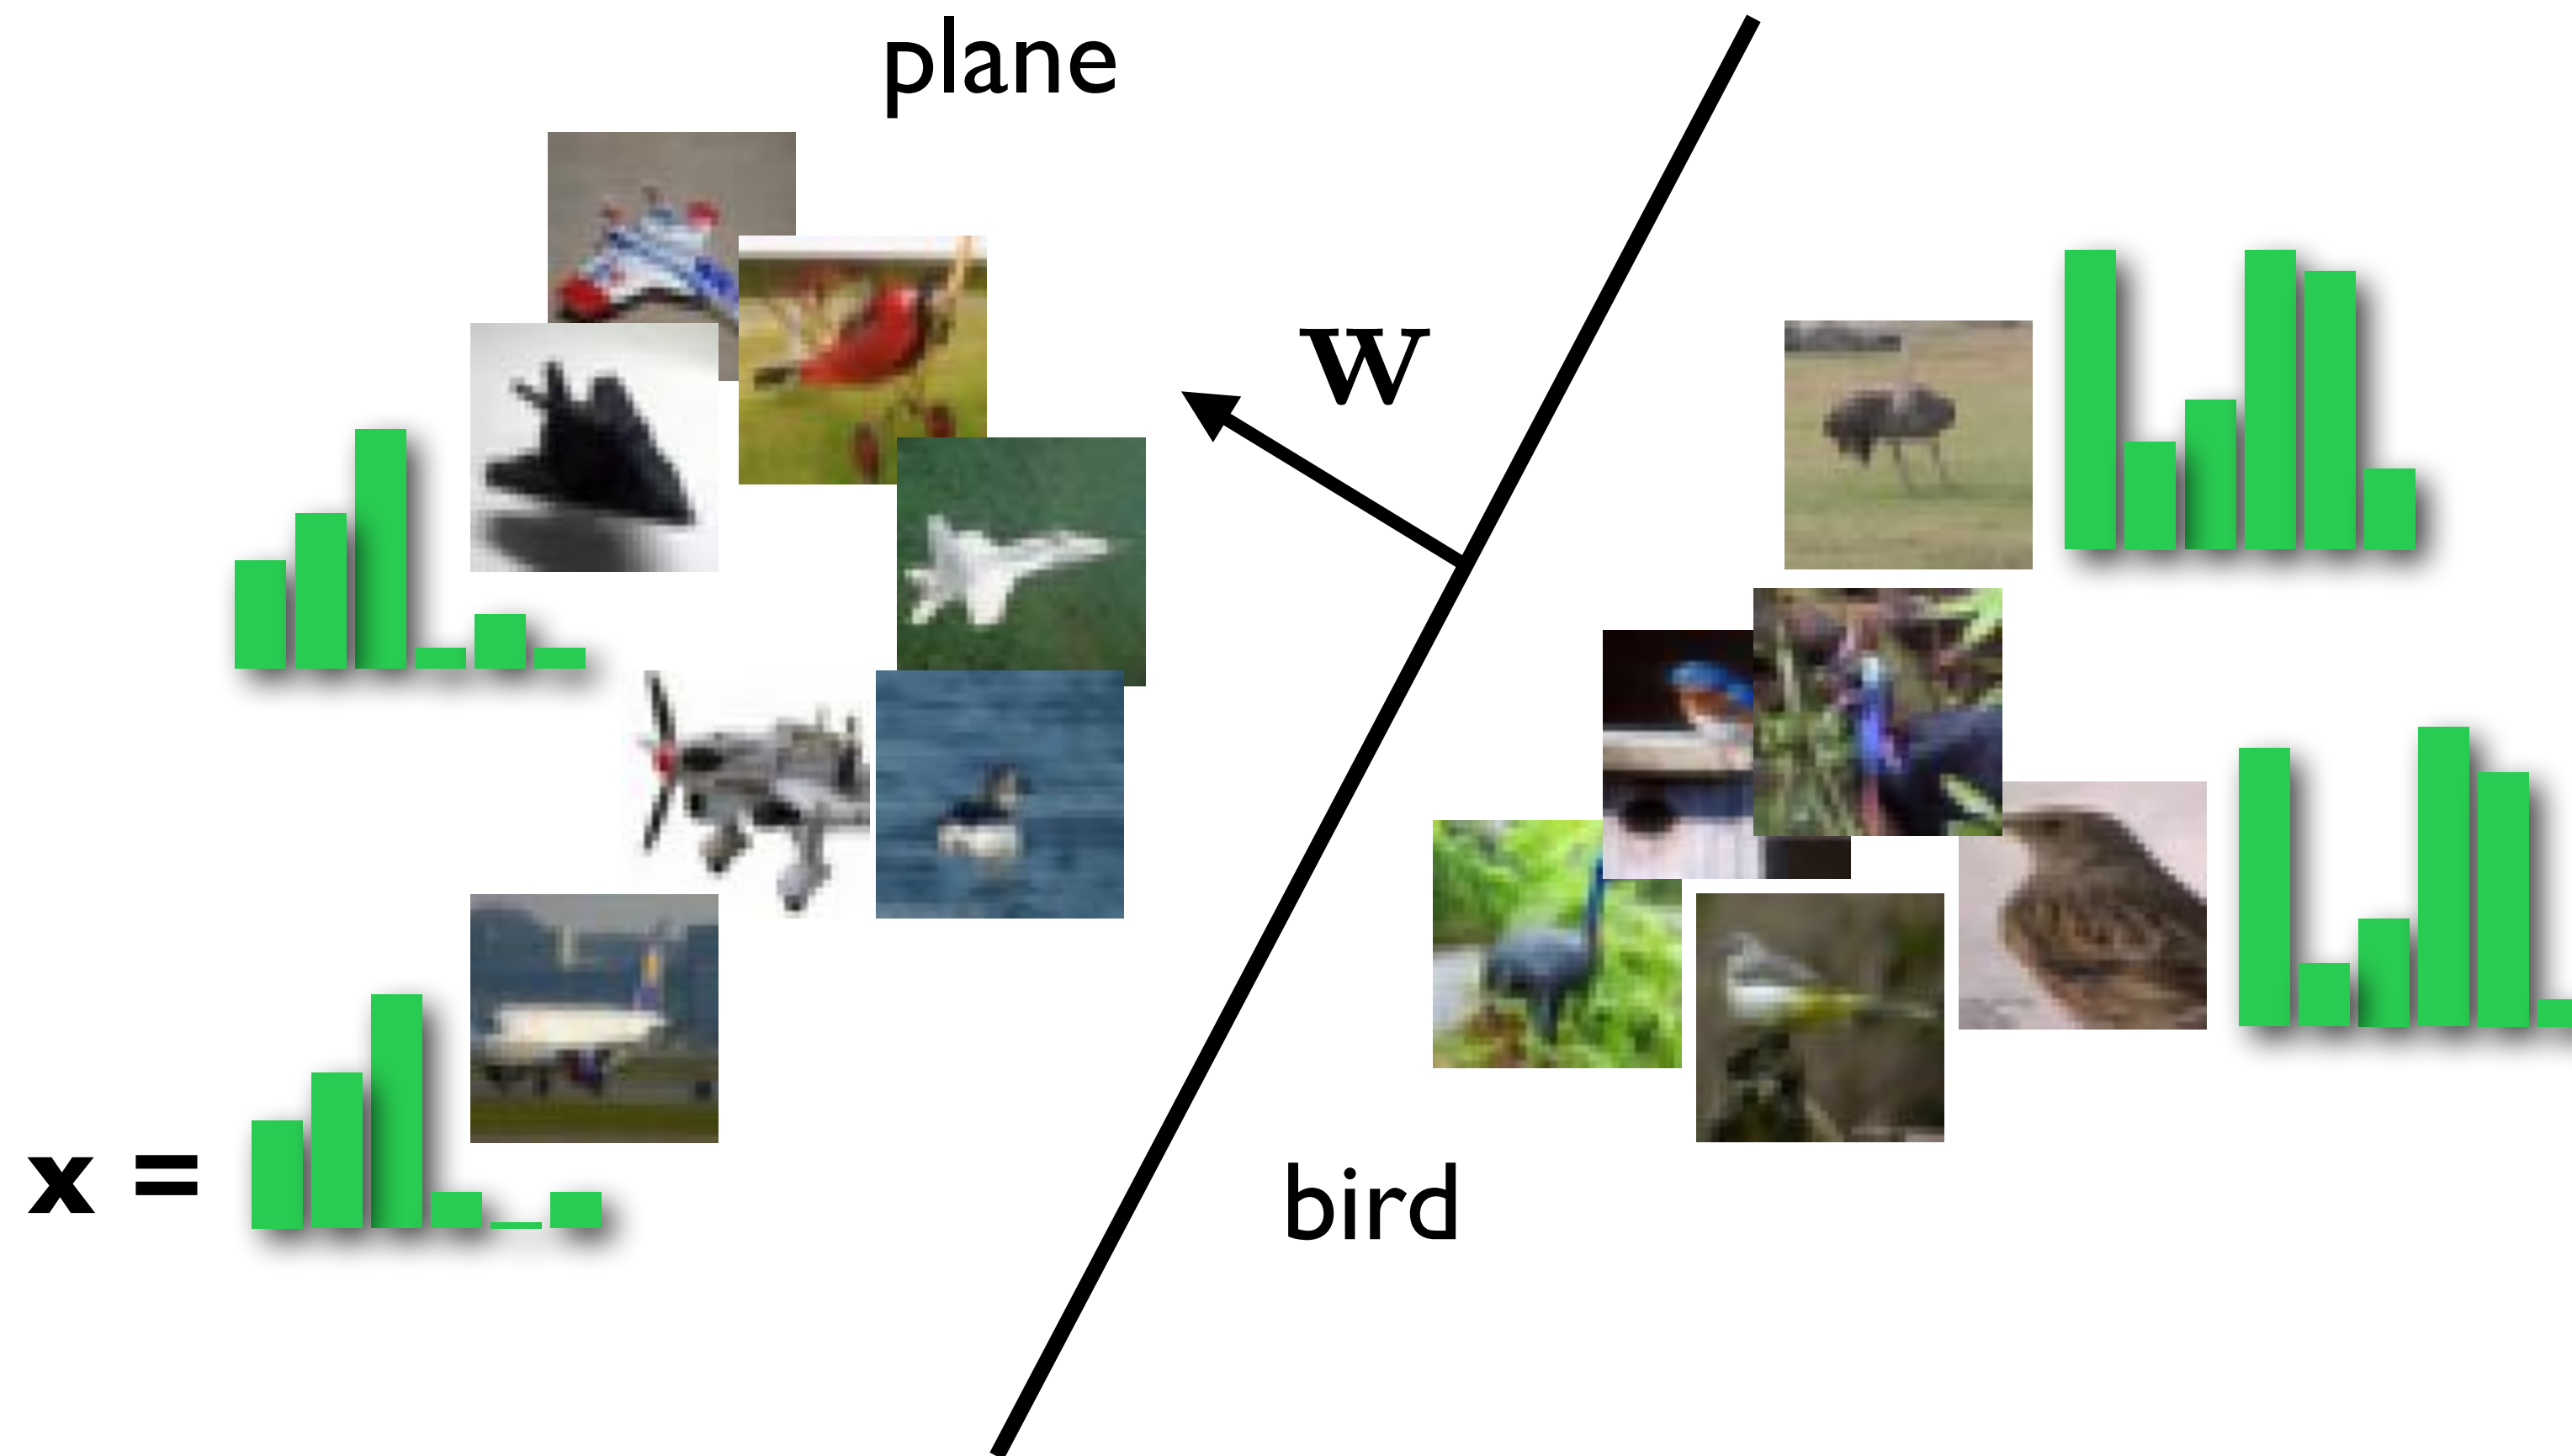 plane
w
x =
bird